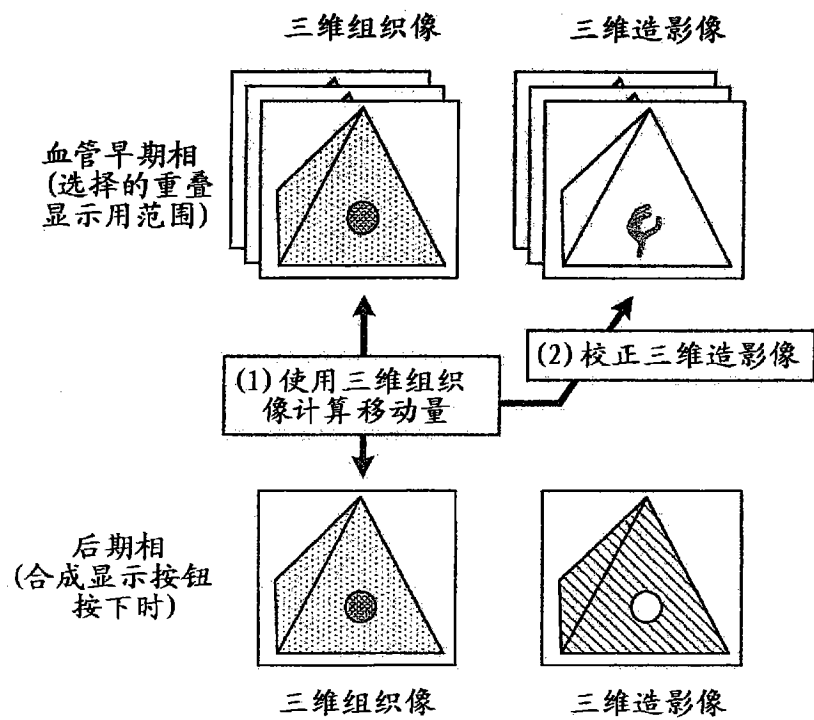 三维组织像
三维造影像
血管早期相
(选择的重叠
显示用范围)
(1)使用三维组织
像计算移动量
(2)校正三维造影像
后期相
(合成显示按钮
按下时)
三维组织像
三维造影像